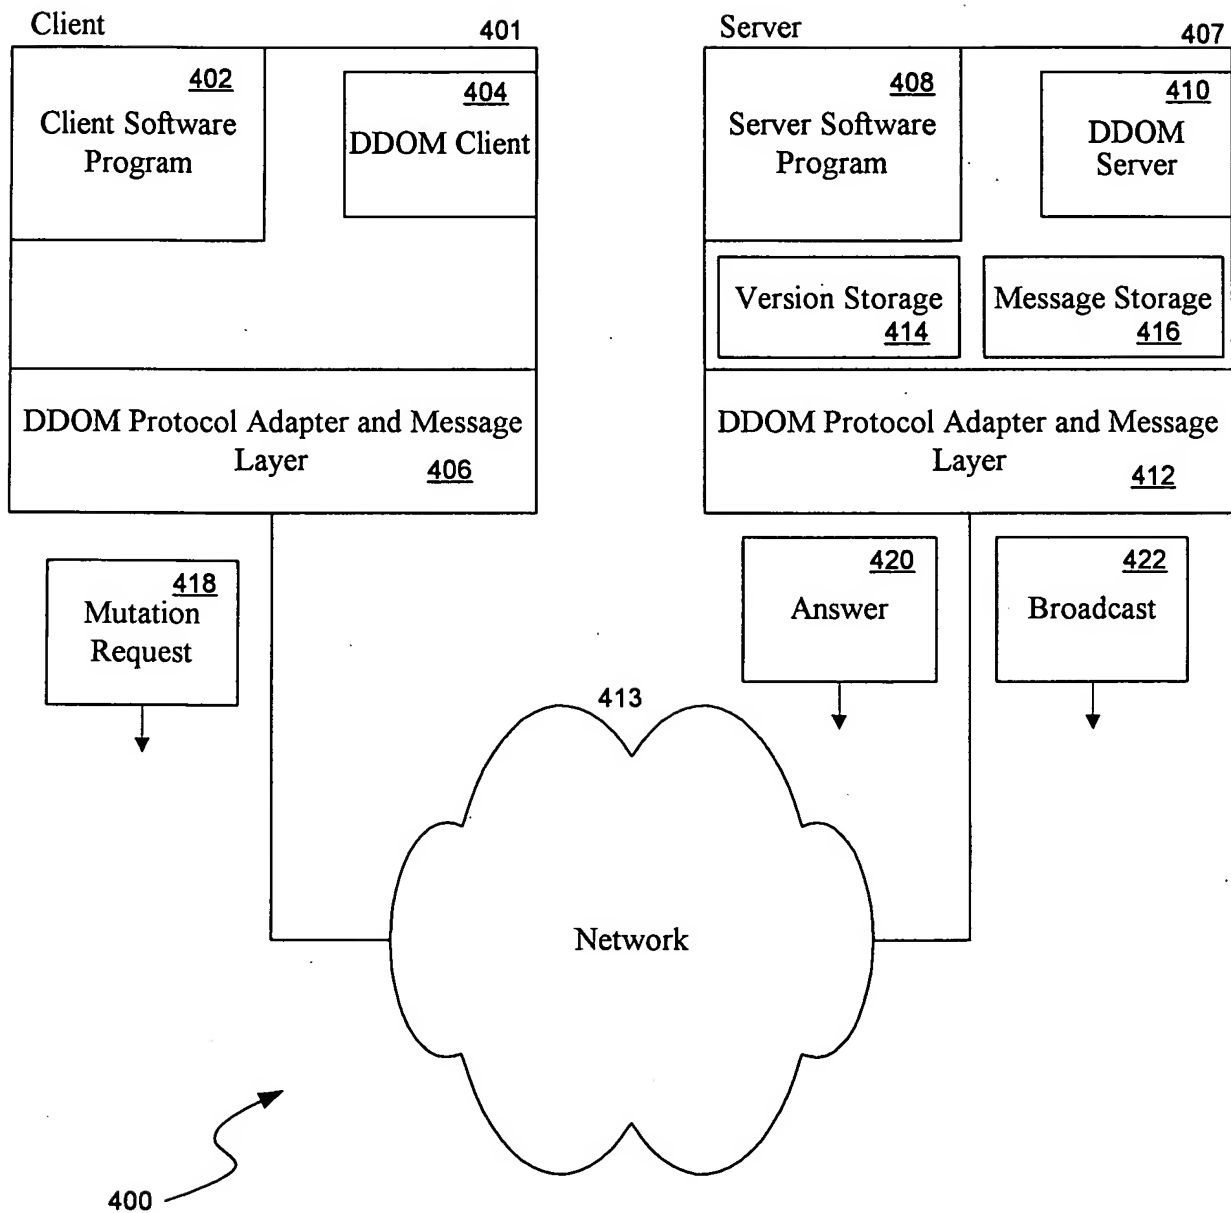 Client 401
402
Client Software
Program
404
DDOM Client
DDOM Protocol Adapter and Message
Layer 406
Server 407
408
Server Software
Program
410
DDOM
Server
Version Storage
414
Message Storage
416
DDOM Protocol Adapter and Message
Layer 412
418
Mutation
Request
420
Answer
422
Broadcast
413
Network
400